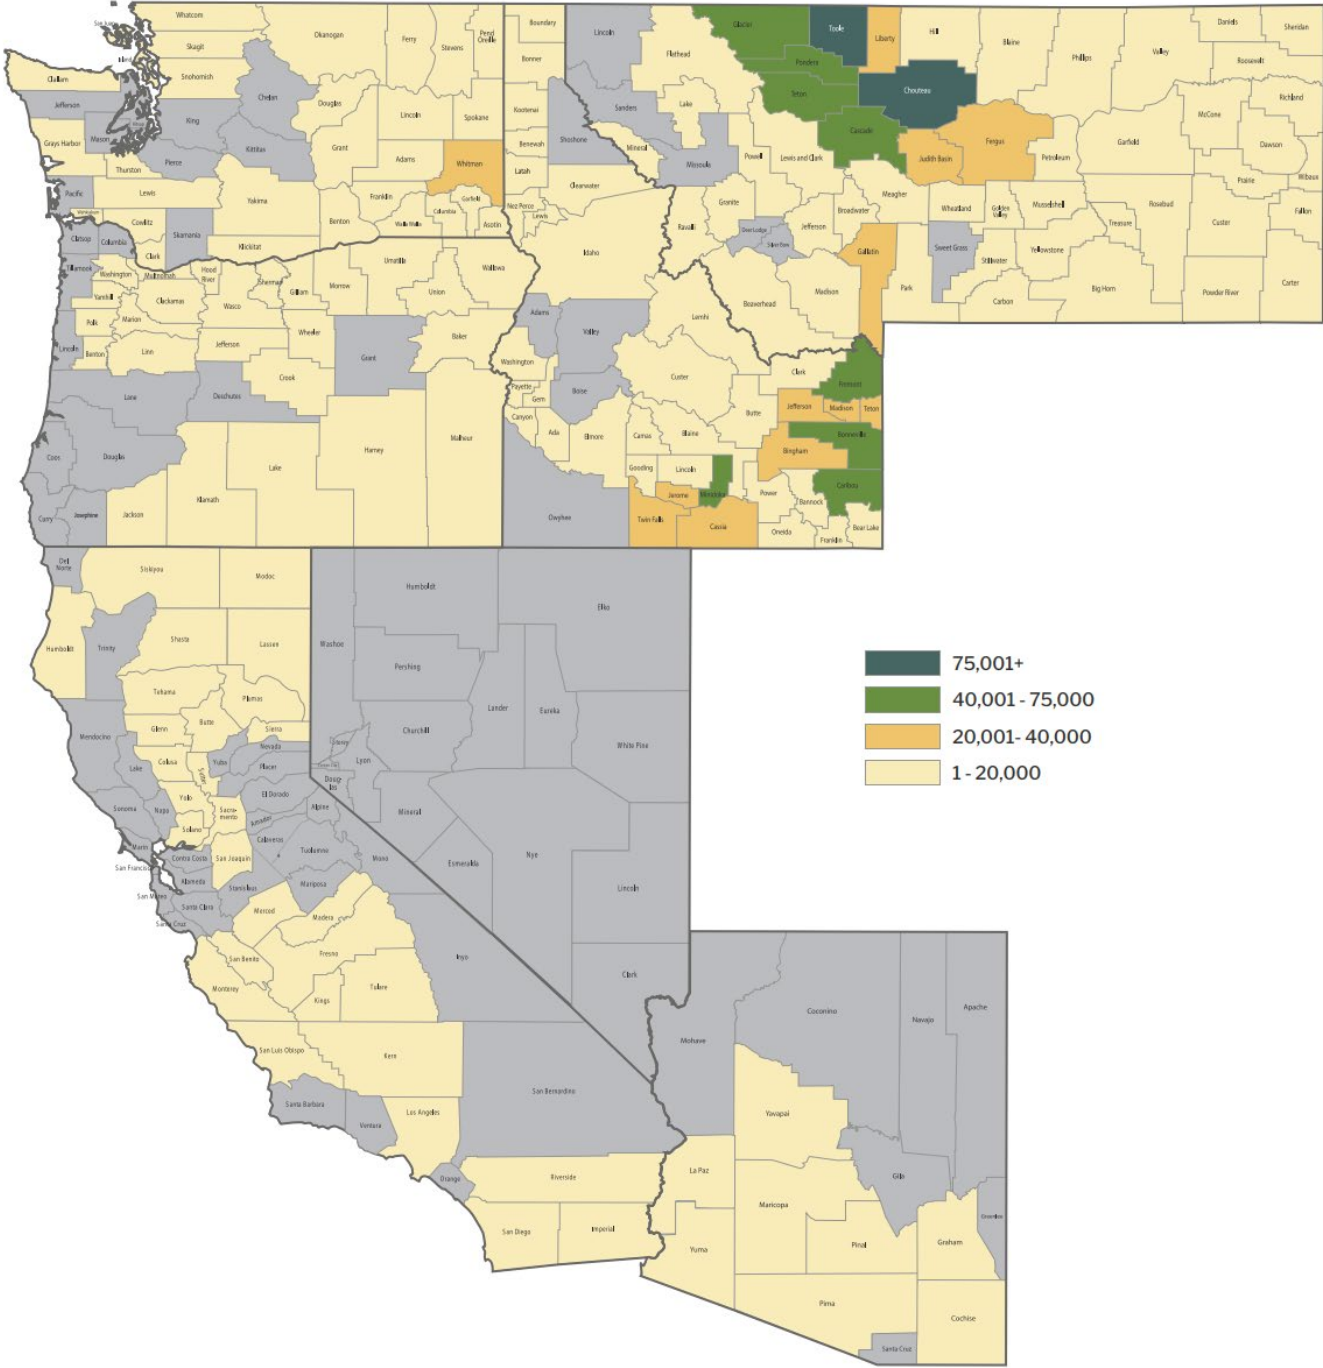 Whatcom
San Juan
Skagit
Island
Snohomish
Okanogan
Ferry
Stevens
Pend
Oreille
Clallam
Jefferson
Chelan
Douglas
King
Kittitas
Mason
Grays Harbor
Pierce
Thurston
Lincoln
Spokane
Grant
Adams
Whitman
Pacific
Lewis
Yakima
Franklin
Garfield
Columbia
Benton
Walla Walla
Asotin
Cowlitz
Skamania
Clark
Klickitat
Boundary
Bonner
Kootenai
Shoshone
Benewah
Latah
Clearwater
Nez Perce
Lewis
Idaho
Lincoln
Flathead
Glacier
Toole
Liberty
Hill
Blaine
Phillips
Valley
Daniels
Sheridan
Roosevelt
Pondera
Teton
Chouteau
Sanders
Lake
Cascade
Richland
McCone
Mineral
Missoula
Powell
Lewis and Clark
Judith Basin
Fergus
Petroleum
Garfield
Dawson
Prairie
Wibaux
Granite
Meagher
Ravalli
Deer Lodge
Silver Bow
Jefferson
Broadwater
Wheatland
Golden
Valley
Musselshell
Treasure
Rosebud
Custer
Fallon
Gallatin
Park
Sweet Grass
Stillwater
Yellowstone
Carbon
Big Horn
Powder River
Carter
Beaverhead
Madison
Clatsop
Columbia
Tillamook
Washington
Multnomah
Hood
River
Sherman
Gilliam
Morrow
Umatilla
Wallowa
Union
Yamhill
Clackamas
Wasco
Polk
Marion
Wheeler
Baker
Lincoln
Benton
Linn
Jefferson
Grant
Crook
Lane
Deschutes
Coos
Douglas
Lake
Harney
Malheur
Klamath
Curry
Josephine
Jackson
Adams
Valley
Lemhi
Washington
Custer
Clark
Fremont
Payette
Gem
Boise
Butte
Jefferson
Madison
Teton
Canyon
Ada
Elmore
Camas
Blaine
Bonneville
Bingham
Gooding
Lincoln
Jerome
Minidoka
Power
Caribou
Bannock
Owyhee
Twin Falls
Cassia
Oneida
Franklin
Bear Lake
Del
Norte
Siskiyou
Modoc
Humboldt
Trinity
Shasta
Lassen
Tehama
Plumas
Mendocino
Glenn
Butte
Sierra
Lake
Colusa
Sutter
Yuba
Nevada
Placer
Sonoma
Napa
Yolo
El Dorado
Solano
Sacra-
mento
Amador
Alpine
Calaveras
Tuolumne
Mono
Marin
San Francisco
Contra Costa
San Joaquin
Alameda
San Mateo
Santa Clara
Stanislaus
Mariposa
Santa Cruz
Merced
Madera
San Benito
Fresno
Inyo
Monterey
Kings
Tulare
San Luis Obispo
Kern
San Bernardino
Santa Barbara
Ventura
Los Angeles
Orange
Riverside
San Diego
Imperial
Washoe
Humboldt
Elko
Pershing
Lander
Eureka
Churchill
White Pine
Storey
Lyon
Doug-
las
Mineral
Esmeralda
Nye
Lincoln
Clark
75,001+
40,001 - 75,000
20,001- 40,000
1 - 20,000
Mohave
Coconino
Navajo
Apache
Yavapai
La Paz
Gila
Maricopa
Greenlee
Yuma
Pinal
Graham
Pima
Cochise
Santa Cruz